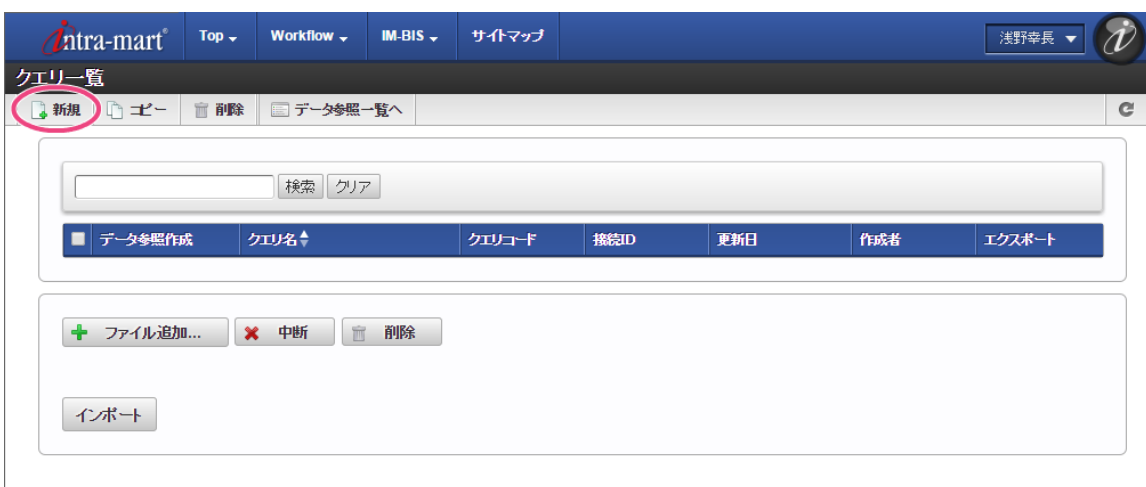 intra-mart® Top Workflow IM-BIS サイトマップ 浅野幸長
クエリ一覧
新規 コピー 削除 データ参照一覧へ
検索 クリア
データ参照作成 クエリ名 クエリコード 接続ID 更新日 作成者 エクスポート
ファイル追加... 中断 削除
インポート